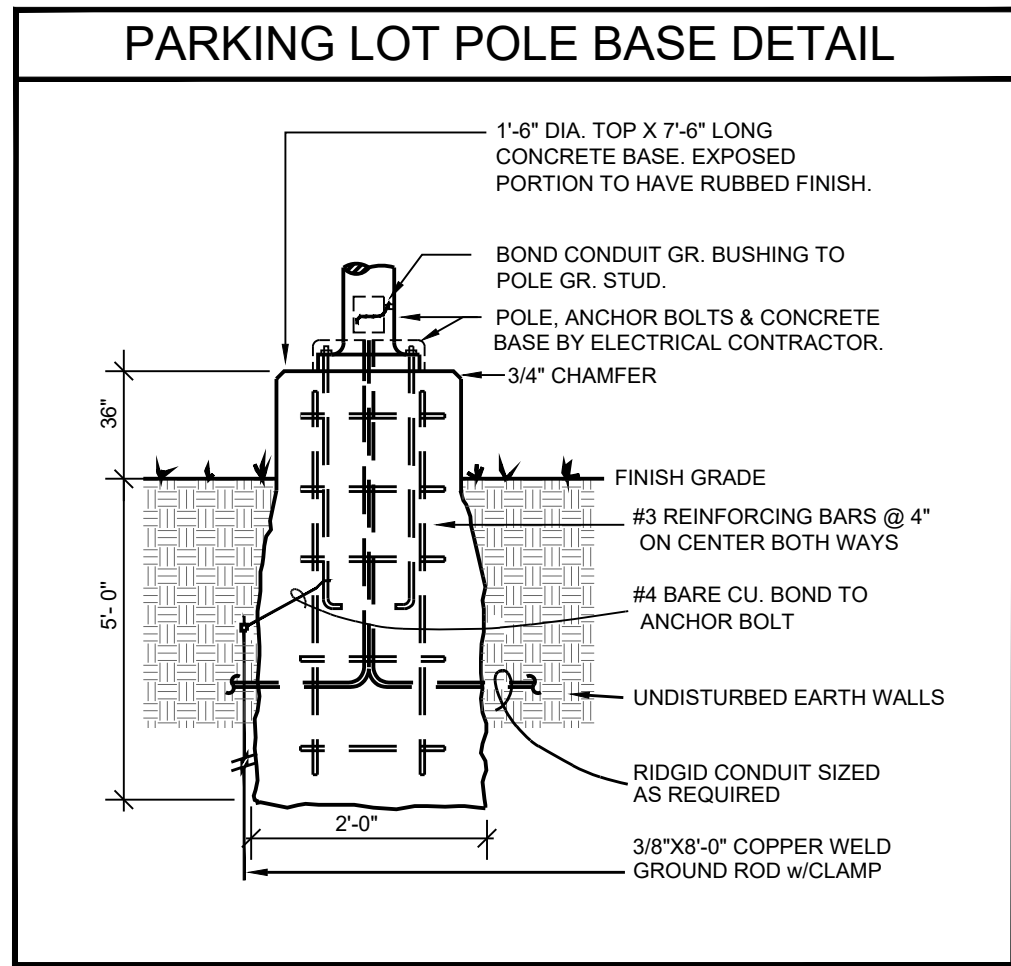 PARKING LOT POLE BASE DETAIL
1'-6" DIA. TOP X 7'-6" LONG
CONCRETE BASE. EXPOSED
PORTION TO HAVE RUBBED FINISH.
BOND CONDUIT GR. BUSHING TO
POLE GR. STUD.
POLE, ANCHOR BOLTS & CONCRETE
BASE BY ELECTRICAL CONTRACTOR.
3/4" CHAMFER
36"
FINISH GRADE
#3 REINFORCING BARS @ 4"
ON CENTER BOTH WAYS
5'- 0"
#4 BARE CU. BOND TO
ANCHOR BOLT
UNDISTURBED EARTH WALLS
RIDGID CONDUIT SIZED
AS REQUIRED
2'-0"
3/8"X8'-0" COPPER WELD
GROUND ROD w/CLAMP